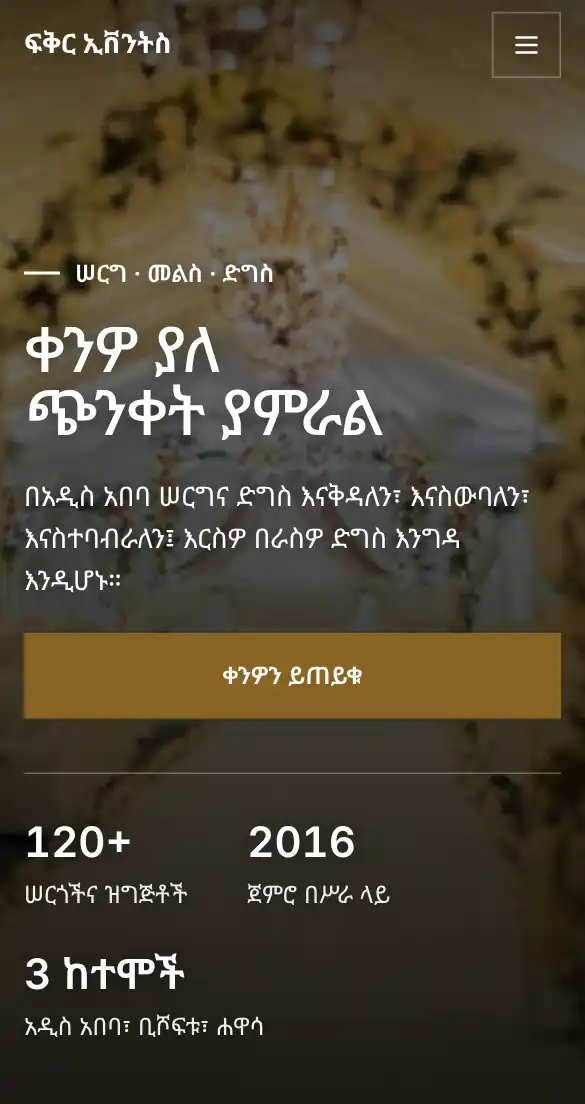 ፍቅር ኢቨንትስ
ሠርግ · መልስ · ድግስ
ቀንዎ ያለ
ጭንቀት ያምራል
በአዲስ አበባ ሠርግና ድግስ እናቅዳለን፣ እናስውባለን፣
እናስተባብራለን፤ እርስዎ በራስዎ ድግስ እንግዳ
እንዲሆኑ።
ቀንዎን ይጠይቁ
120+
2016
ሠርጎችና ዝግጅቶች
ጀምሮ በሥራ ላይ
3 ከተሞች
አዲስ አበባ፣ ቢሾፍቱ፣ ሐዋሳ